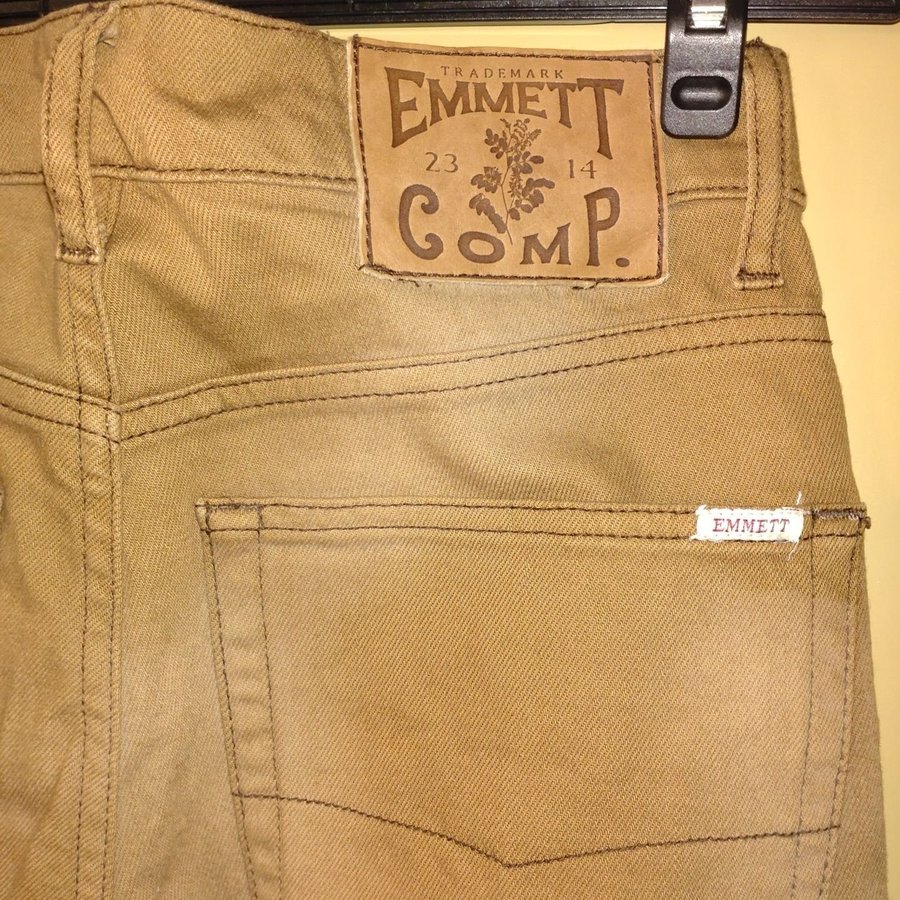 TRADEMARK
EMMETT
23 14
COMP.
EMMETT